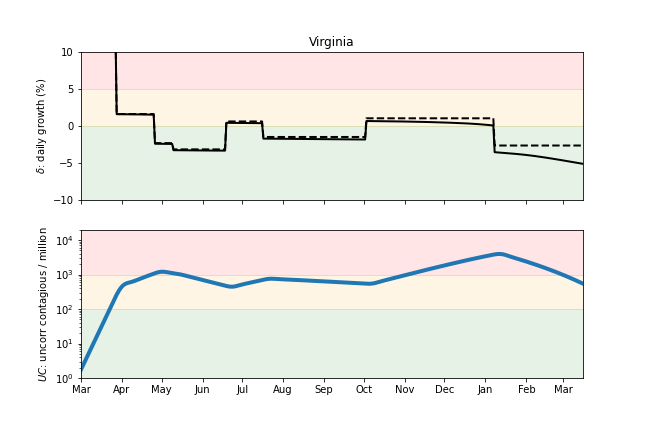 Virginia
δ: daily growth (%)
10
5
0
−5
−10
UC: uncorr contagious / million
10⁴
10³
10²
10¹
10⁰
Mar Apr May Jun Jul Aug Sep Oct Nov Dec Jan Feb Mar